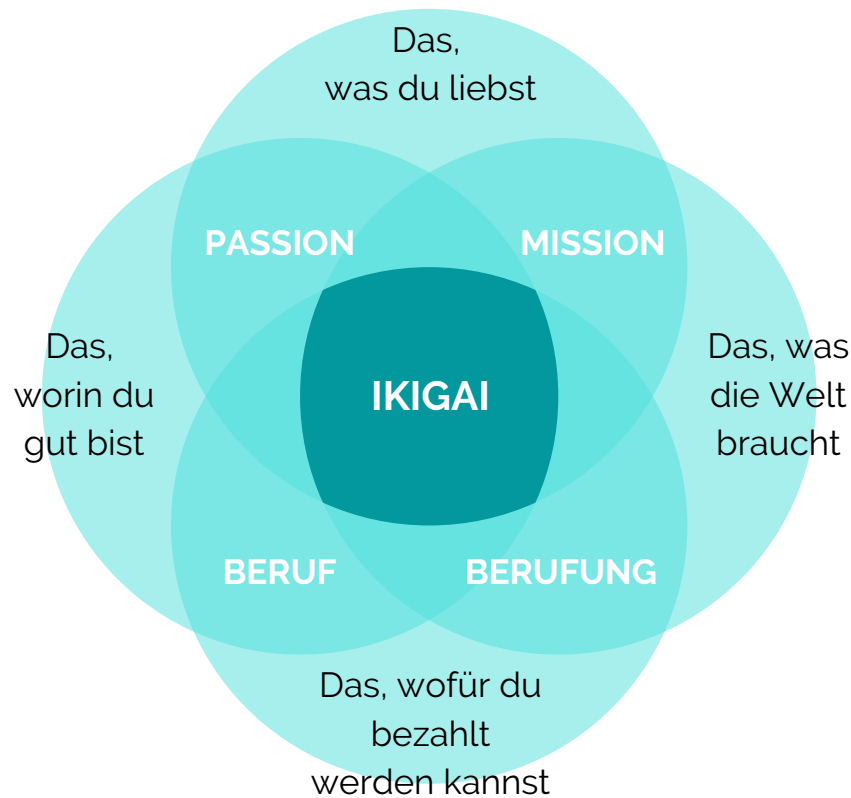 Das,
was du liebst
PASSION
MISSION
Das,
worin du
gut bist
IKIGAI
Das, was
die Welt
braucht
BERUF
BERUFUNG
Das, wofür du
bezahlt
werden kannst